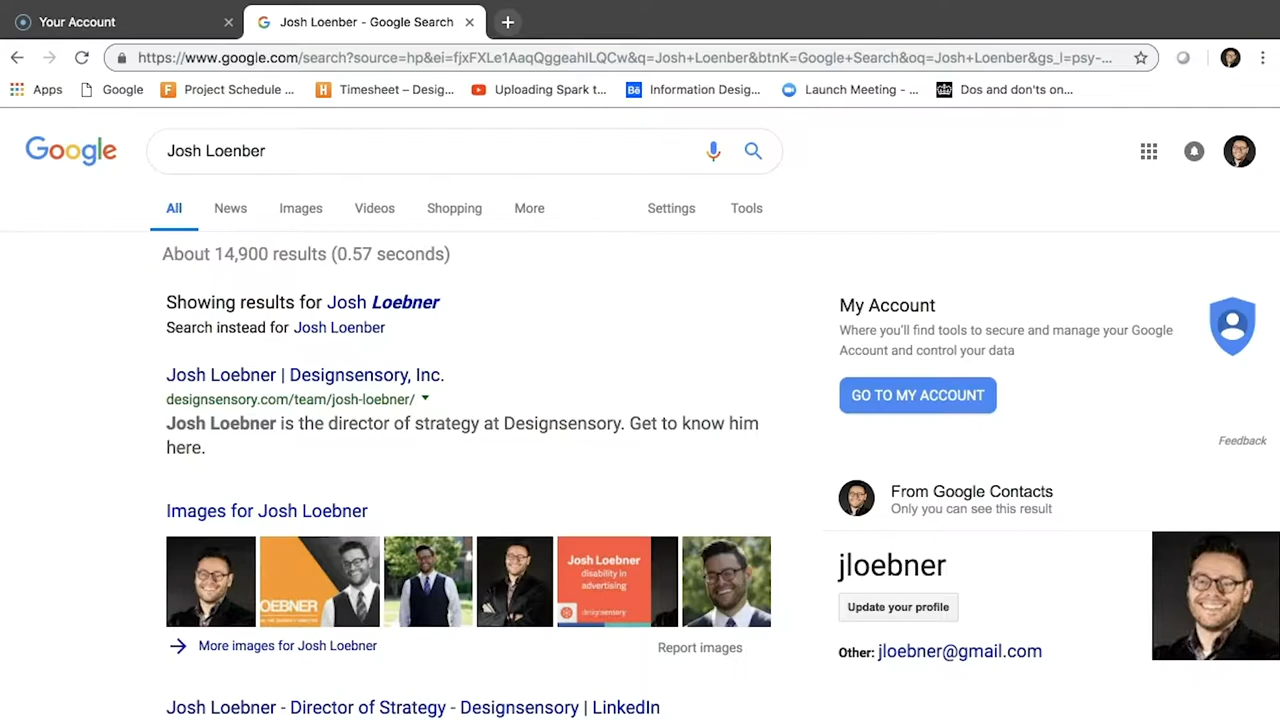 Your Account
Josh Loenber - Google Search
https://www.google.com/search?source=hp&ei=fjxFXLe1AaqQggeahILQCw&q=Josh+Loenber&btnK=Google+Search&oq=Josh+Loenber&gs_l=psy-...
Apps Google Project Schedule ... Timesheet – Desig... Uploading Spark t... Bē Information Desig... Launch Meeting - ... Dos and don'ts on...
Google
Josh Loenber
All News Images Videos Shopping More Settings Tools
About 14,900 results (0.57 seconds)
Showing results for Josh Loebner
Search instead for Josh Loenber
Josh Loebner | Designsensory, Inc.
designsensory.com/team/josh-loebner/
Josh Loebner is the director of strategy at Designsensory. Get to know him
here.
Images for Josh Loebner
OEBNER
Josh Loebner
disability in
advertising
designsensory
More images for Josh Loebner
Report images
Josh Loebner - Director of Strategy - Designsensory | LinkedIn
My Account
Where you'll find tools to secure and manage your Google
Account and control your data
GO TO MY ACCOUNT
Feedback
From Google Contacts
Only you can see this result
jloebner
Update your profile
Other: jloebner@gmail.com